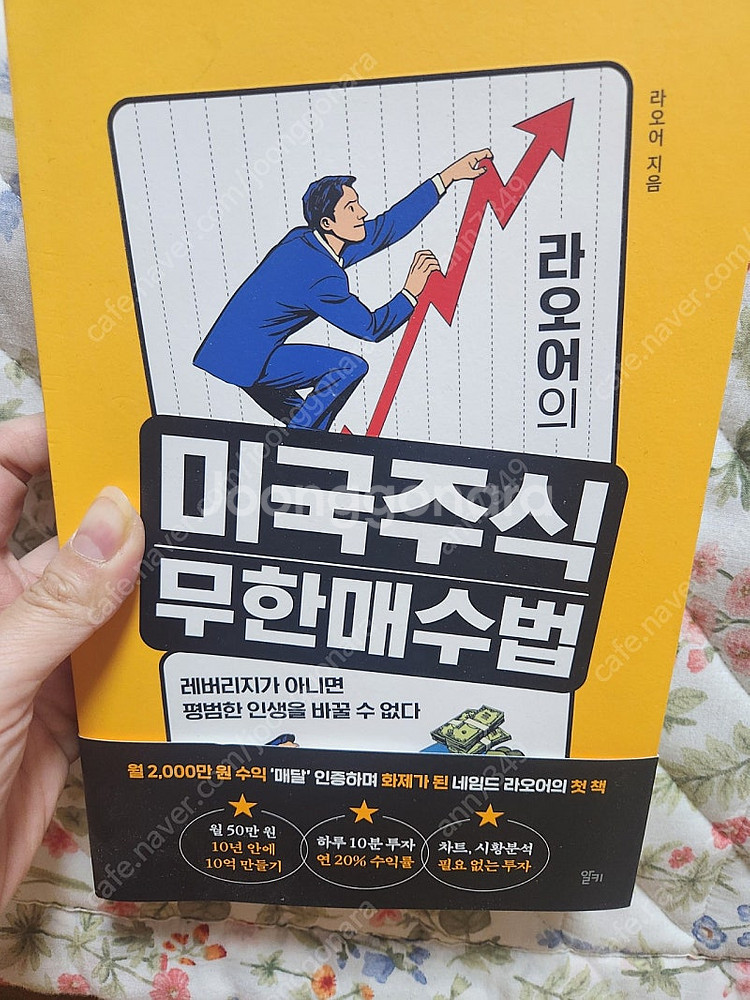 라오어 지음
라오어의
미국주식
무한매수법
레버리지가 아니면
평범한 인생을 바꿀 수 없다
월 2,000만 원 수익 '매달' 인증하며 화제가 된 네임드 라오어의 첫 책
월 50만 원
10년 안에
10억 만들기
하루 10분 투자
연 20% 수익률
차트, 시황분석
필요 없는 투자
알키
Joonggonara
cafe.naver.com/joonggonara